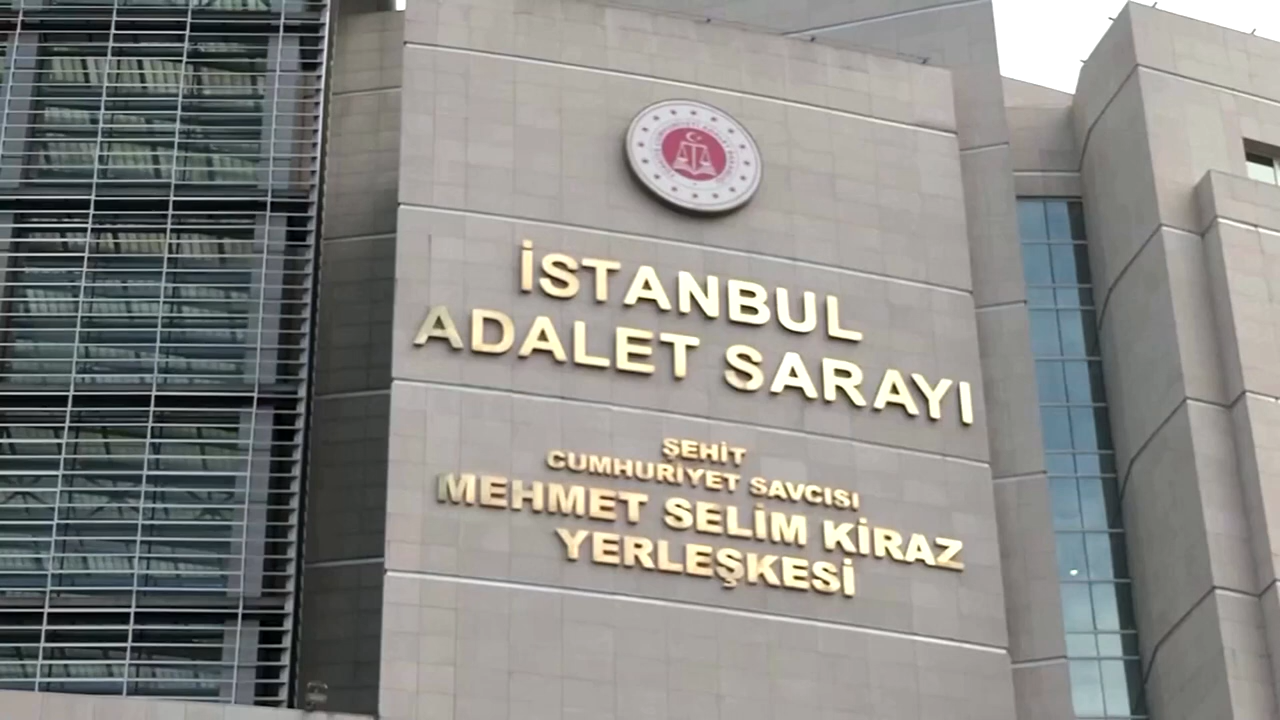 İSTANBUL
ADALET SARAYI
ŞEHİT
CUMHURİYET SAVCISI
MEHMET SELİM KİRAZ
YERLEŞKESİ